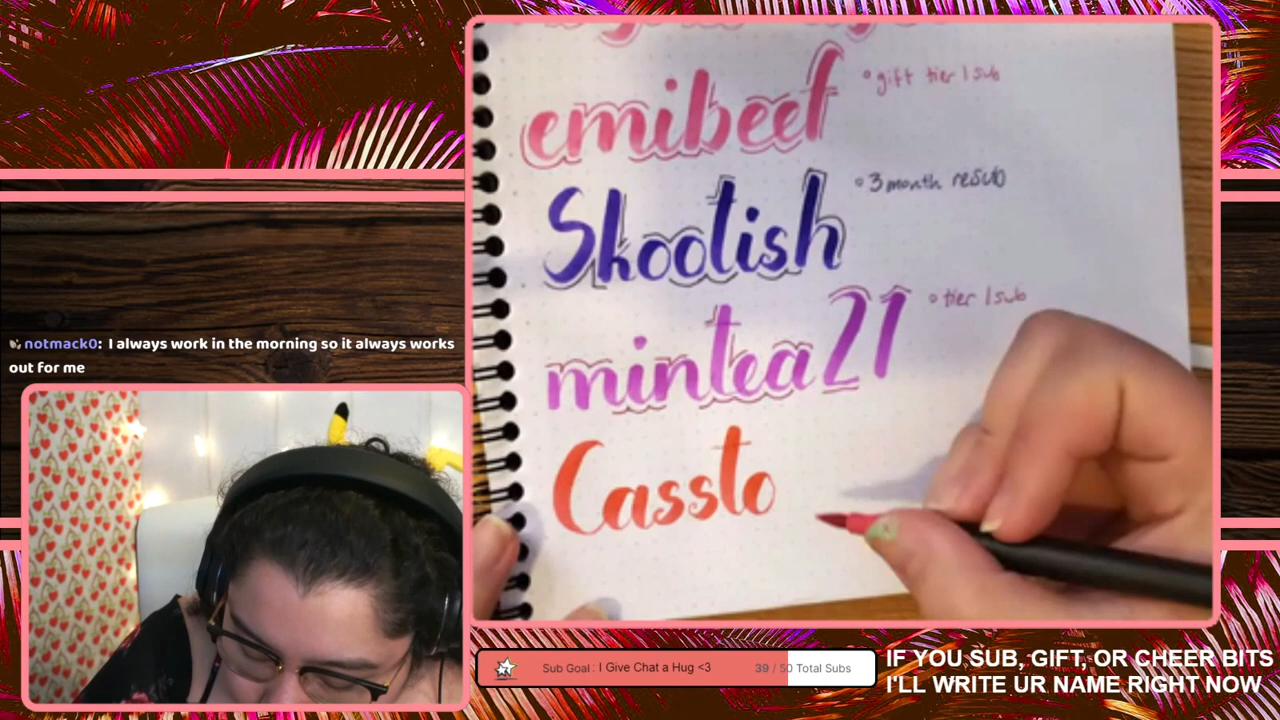 emibeef
° gift tier 1 sub
Skootish
° 3 month resub
mintea21
° tier 1 sub
Cassto
notmack0: I always work in the morning so it always works
out for me
Sub Goal : I Give Chat a Hug <3 39 / 50 Total Subs
IF YOU SUB, GIFT, OR CHEER BITS
I'LL WRITE UR NAME RIGHT NOW